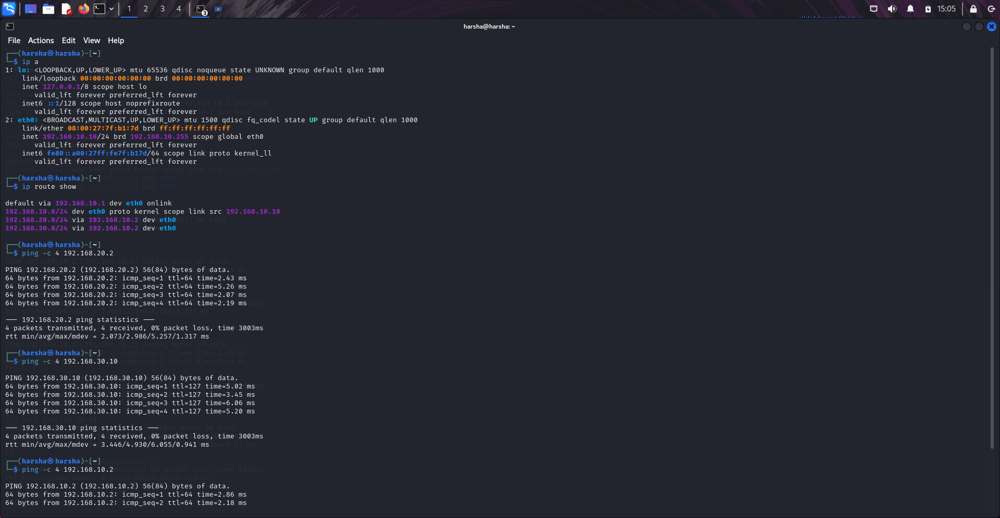 1 2 3 4 3 15:05
harsha@harsha: ~
File Actions Edit View Help
┌──(harsha㉿harsha)-[~]
└─$ ip a
1: lo: <LOOPBACK,UP,LOWER_UP> mtu 65536 qdisc noqueue state UNKNOWN group default qlen 1000
link/loopback 00:00:00:00:00:00 brd 00:00:00:00:00:00
inet 127.0.0.1/8 scope host lo
valid_lft forever preferred_lft forever
inet6 ::1/128 scope host noprefixroute
valid_lft forever preferred_lft forever
2: eth0: <BROADCAST,MULTICAST,UP,LOWER_UP> mtu 1500 qdisc fq_codel state UP group default qlen 1000
link/ether 08:00:27:7f:b1:7d brd ff:ff:ff:ff:ff:ff
inet 192.168.10.10/24 brd 192.168.10.255 scope global eth0
valid_lft forever preferred_lft forever
inet6 fe80::a00:27ff:fe7f:b17d/64 scope link proto kernel_ll
valid_lft forever preferred_lft forever
┌──(harsha㉿harsha)-[~]
└─$ ip route show
default via 192.168.10.1 dev eth0 onlink
192.168.10.0/24 dev eth0 proto kernel scope link src 192.168.10.10
192.168.20.0/24 via 192.168.10.2 dev eth0
192.168.30.0/24 via 192.168.10.2 dev eth0
┌──(harsha㉿harsha)-[~]
└─$ ping -c 4 192.168.20.2
PING 192.168.20.2 (192.168.20.2) 56(84) bytes of data.
64 bytes from 192.168.20.2: icmp_seq=1 ttl=64 time=2.43 ms
64 bytes from 192.168.20.2: icmp_seq=2 ttl=64 time=5.26 ms
64 bytes from 192.168.20.2: icmp_seq=3 ttl=64 time=2.07 ms
64 bytes from 192.168.20.2: icmp_seq=4 ttl=64 time=2.19 ms
--- 192.168.20.2 ping statistics ---
4 packets transmitted, 4 received, 0% packet loss, time 3003ms
rtt min/avg/max/mdev = 2.073/2.986/5.257/1.317 ms
┌──(harsha㉿harsha)-[~]
└─$ ping -c 4 192.168.30.10
PING 192.168.30.10 (192.168.30.10) 56(84) bytes of data.
64 bytes from 192.168.30.10: icmp_seq=1 ttl=127 time=5.02 ms
64 bytes from 192.168.30.10: icmp_seq=2 ttl=127 time=3.45 ms
64 bytes from 192.168.30.10: icmp_seq=3 ttl=127 time=6.06 ms
64 bytes from 192.168.30.10: icmp_seq=4 ttl=127 time=5.20 ms
--- 192.168.30.10 ping statistics ---
4 packets transmitted, 4 received, 0% packet loss, time 3003ms
rtt min/avg/max/mdev = 3.446/4.930/6.055/0.941 ms
┌──(harsha㉿harsha)-[~]
└─$ ping -c 4 192.168.10.2
PING 192.168.10.2 (192.168.10.2) 56(84) bytes of data.
64 bytes from 192.168.10.2: icmp_seq=1 ttl=64 time=2.86 ms
64 bytes from 192.168.10.2: icmp_seq=2 ttl=64 time=2.18 ms